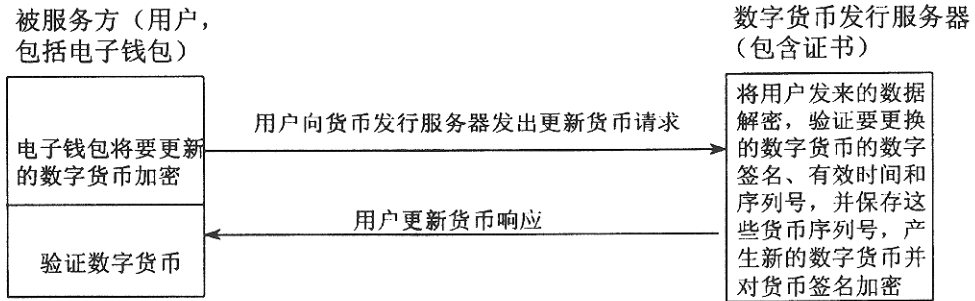 被服务方（用户，
包括电子钱包）
数字货币发行服务器
（包含证书）
电子钱包将要更新
的数字货币加密
用户向货币发行服务器发出更新货币请求
将用户发来的数据
解密，验证要更换
的数字货币的数字
签名、有效时间和
序列号，并保存这
些货币序列号，产
生新的数字货币并
对货币签名加密
用户更新货币响应
验证数字货币